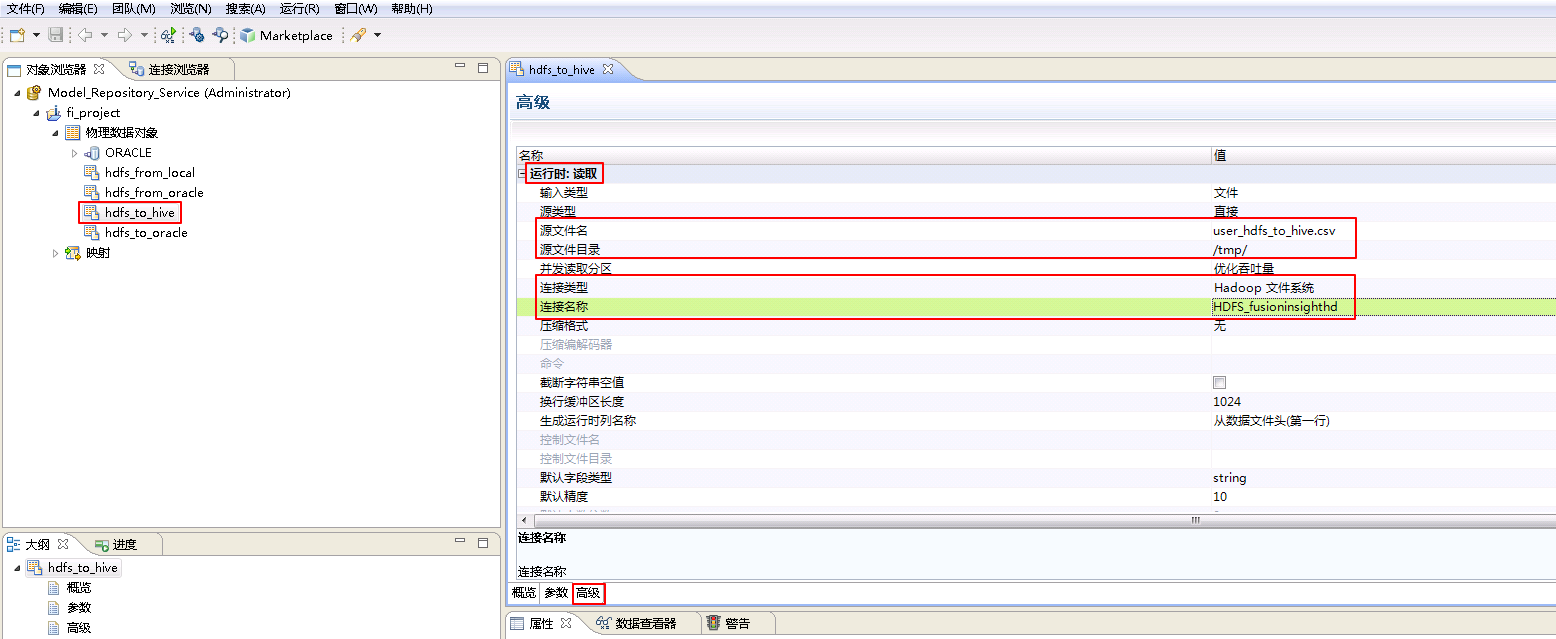 文件(F) 编辑(E) 团队(M) 浏览(N) 搜索(A) 运行(R) 窗口(W) 帮助(H)
Marketplace
对象浏览器 连接浏览器
Model_Repository_Service (Administrator)
fi_project
物理数据对象
ORACLE
hdfs_from_local
hdfs_from_oracle
hdfs_to_hive
hdfs_to_oracle
映射
大纲 进度
hdfs_to_hive
概览
参数
高级
hdfs_to_hive
高级
名称 值
运行时: 读取
输入类型 文件
源类型 直接
源文件名 user_hdfs_to_hive.csv
源文件目录 /tmp/
并发读取分区 优化吞吐量
连接类型 Hadoop 文件系统
连接名称 HDFS_fusioninsighthd
压缩格式 无
压缩编解码器
命令
截断字符串空值
换行缓冲区长度 1024
生成运行时列名称 从数据文件头(第一行)
控制文件名
控制文件目录
默认字段类型 string
默认精度 10
连接名称
连接名称
概览 参数 高级
属性 数据查看器 警告